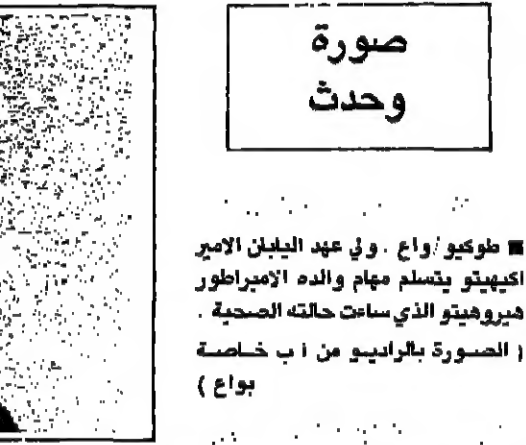 صورة
وحدث
■ طوكيو /واع . ولي عهد اليابان الامير
اكيهيتو يتسلم مهام والده الامبراطور
هيروهيتو الذي ساءت حالته الصحية .
( الصورة بالراديو من أ ب خاصة
بواع )